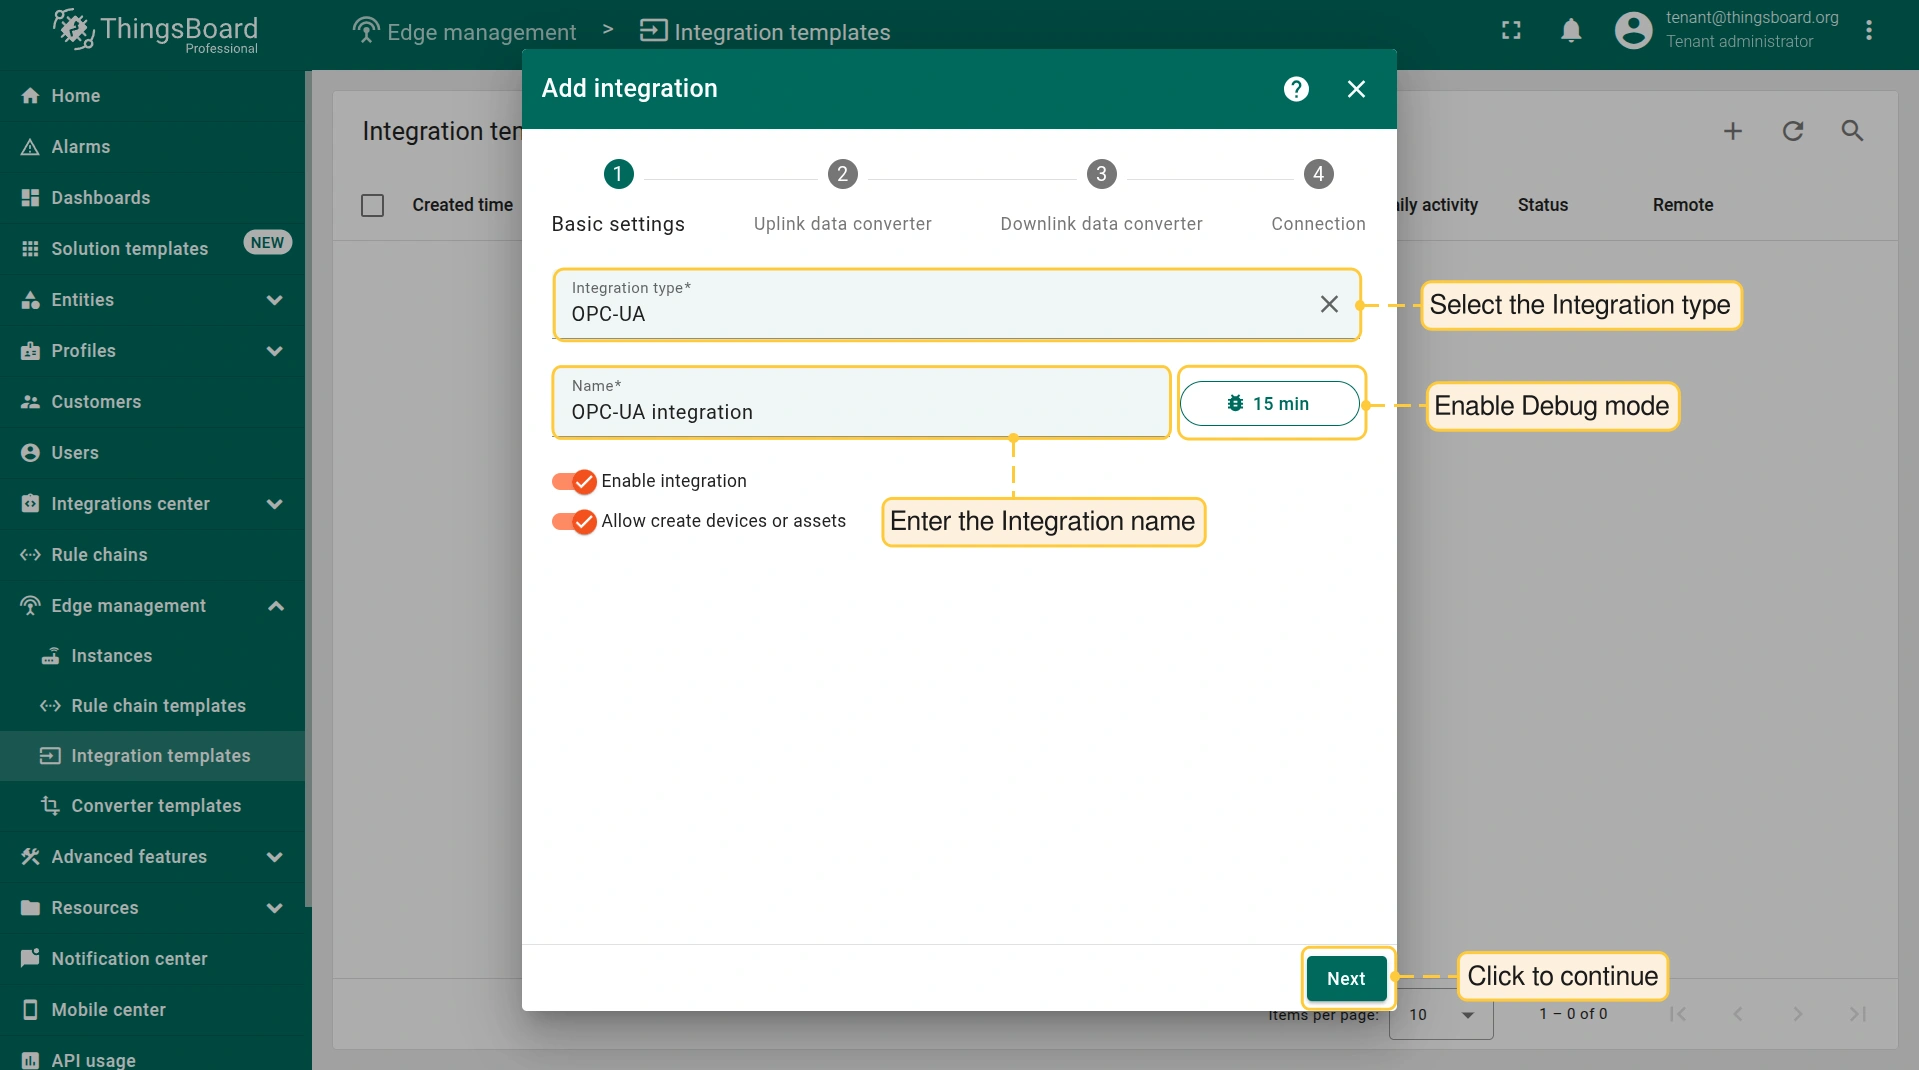 ThingsBoard
Professional
Edge management > Integration templates
tenant@thingsboard.org
Tenant administrator
Home
Alarms
Dashboards
Solution templates NEW
Entities
Profiles
Customers
Users
Integrations center
Rule chains
Edge management
Instances
Rule chain templates
Integration templates
Converter templates
Advanced features
Resources
Notification center
Mobile center
API usage
Integration ten
Created time
ily activity
Status
Remote
Add integration
?
1
2
3
4
Basic settings
Uplink data converter
Downlink data converter
Connection
Integration type*
OPC-UA
Select the Integration type
Name*
OPC-UA integration
15 min
Enable Debug mode
Enable integration
Allow create devices or assets
Enter the Integration name
Next
Click to continue
Items per page:
10
1 – 0 of 0